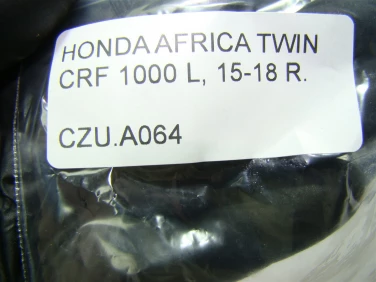 HONDA AFRICA TWIN
CRF 1000 L, 15-18 R.
CZU.A064